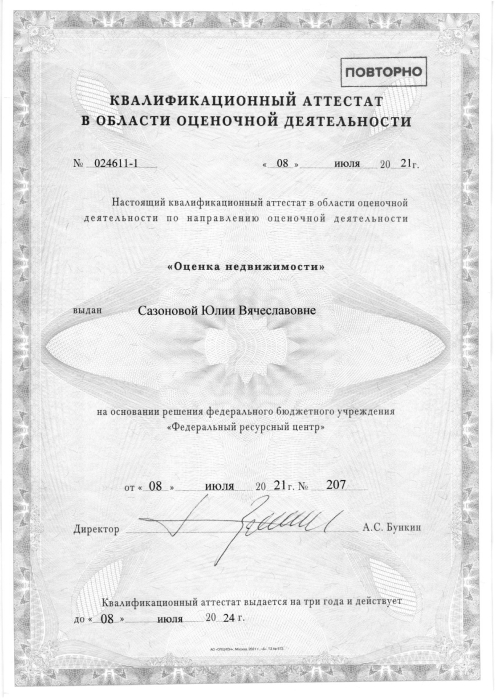 ПОВТОРНО
КВАЛИФИКАЦИОННЫЙ АТТЕСТАТ
В ОБЛАСТИ ОЦЕНОЧНОЙ ДЕЯТЕЛЬНОСТИ
№ 024611-1 « 08 » июля 20 21 г.
Настоящий квалификационный аттестат в области оценочной
деятельности по направлению оценочной деятельности
«Оценка недвижимости»
выдан Сазоновой Юлии Вячеславовне
на основании решения федерального бюджетного учреждения
«Федеральный ресурсный центр»
от « 08 » июля 20 21 г. № 207
Директор А.С. Бункин
Квалификационный аттестат выдается на три года и действует
до « 08 » июля 20 24 г.